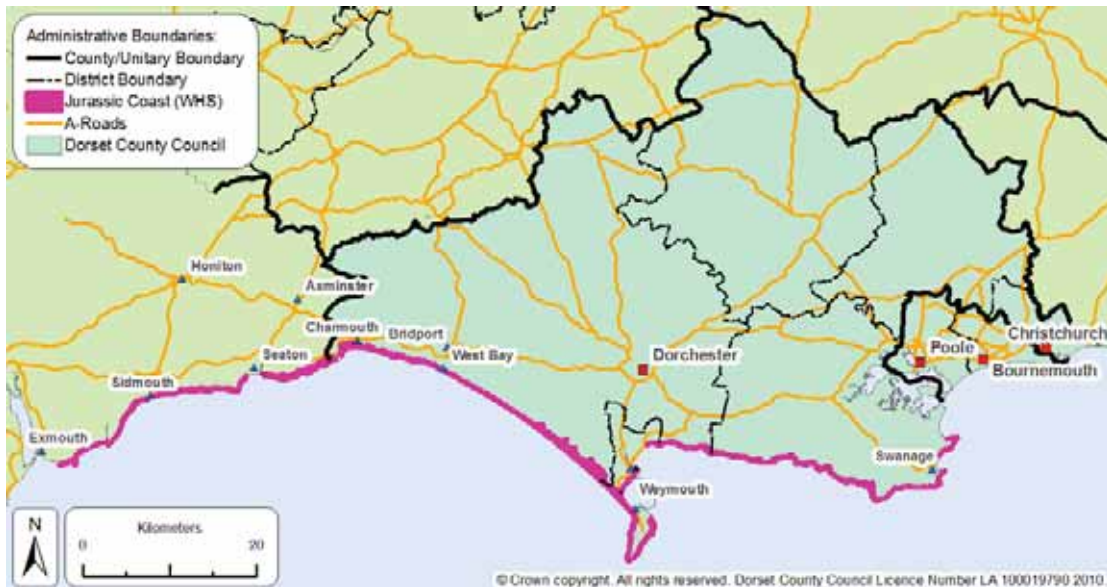 Administrative Boundaries:
County/Unitary Boundary
District Boundary
Jurassic Coast (WHS)
A-Roads
Dorset County Council
Honiton
Axminster
Charmouth
Bridport
Christchurch
Seaton
West Bay
Dorchester
Poole
Bournemouth
Sidmouth
Exmouth
Swanage
Weymouth
N
Kilometers
0 20
© Crown copyright. All rights reserved. Dorset County Council Licence Number LA 100019790 2010